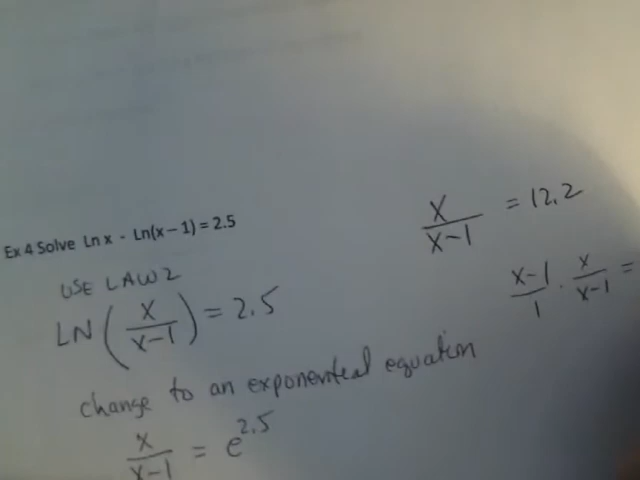 Ex 4 Solve Ln x - Ln(x – 1) = 2.5
USE LAW 2
LN ( x / x-1 ) = 2.5
change to an exponential equation
x / x-1 = e^2.5
x / x-1 = 12.2
x-1 / 1 · x / x-1 =